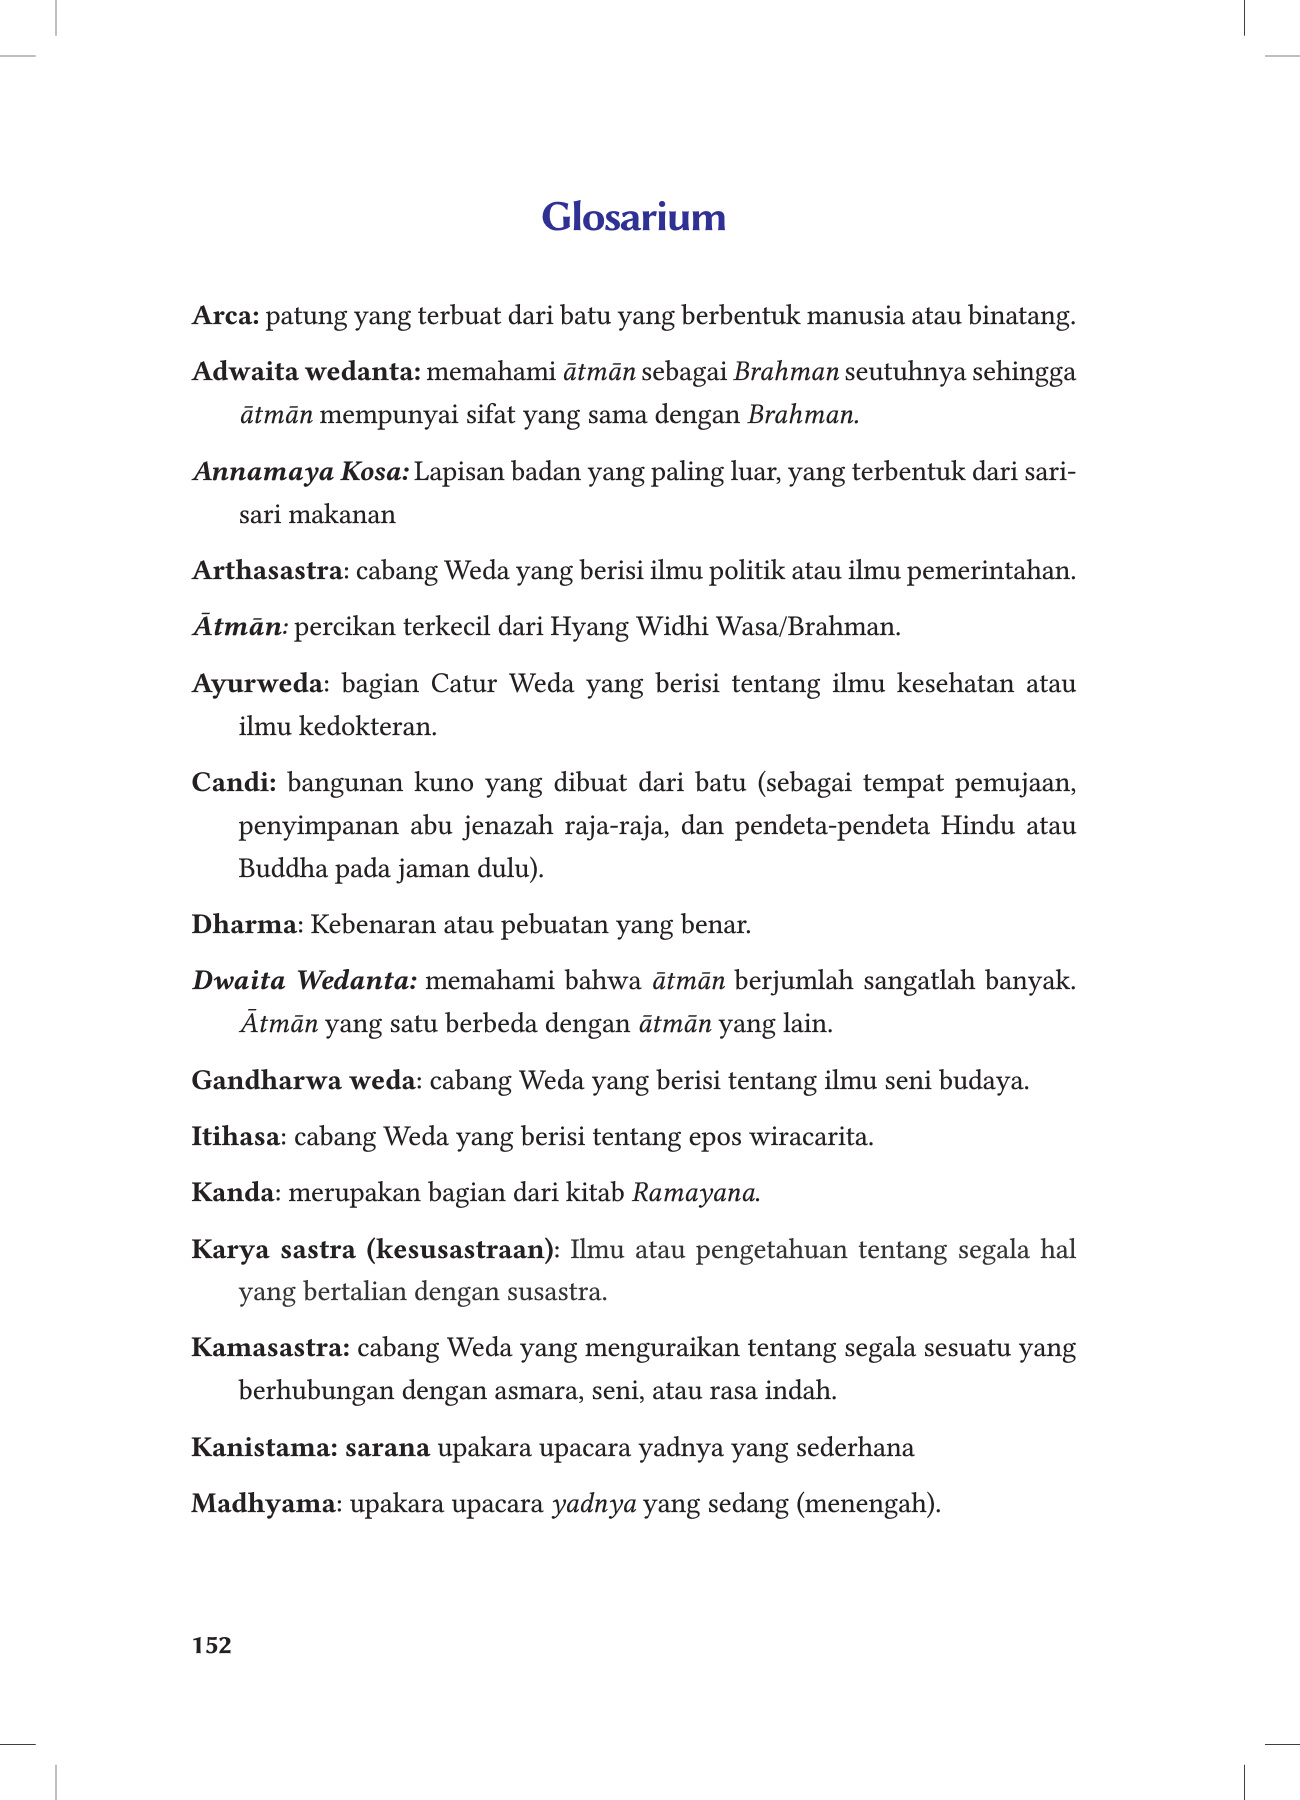 Glosarium
Arca: patung yang terbuat dari batu yang berbentuk manusia atau binatang.
Adwaita wedanta: memahami ātmān sebagai Brahman seutuhnya sehingga
ātmān mempunyai sifat yang sama dengan Brahman.
Annamaya Kosa: Lapisan badan yang paling luar, yang terbentuk dari sari-
sari makanan
Arthasastra: cabang Weda yang berisi ilmu politik atau ilmu pemerintahan.
Ātmān: percikan terkecil dari Hyang Widhi Wasa/Brahman.
Ayurweda: bagian Catur Weda yang berisi tentang ilmu kesehatan atau
ilmu kedokteran.
Candi: bangunan kuno yang dibuat dari batu (sebagai tempat pemujaan,
penyimpanan abu jenazah raja-raja, dan pendeta-pendeta Hindu atau
Buddha pada jaman dulu).
Dharma: Kebenaran atau pebuatan yang benar.
Dwaita Wedanta: memahami bahwa ātmān berjumlah sangatlah banyak.
Ātmān yang satu berbeda dengan ātmān yang lain.
Gandharwa weda: cabang Weda yang berisi tentang ilmu seni budaya.
Itihasa: cabang Weda yang berisi tentang epos wiracarita.
Kanda: merupakan bagian dari kitab Ramayana.
Karya sastra (kesusastraan): Ilmu atau pengetahuan tentang segala hal
yang bertalian dengan susastra.
Kamasastra: cabang Weda yang menguraikan tentang segala sesuatu yang
berhubungan dengan asmara, seni, atau rasa indah.
Kanistama: sarana upakara upacara yadnya yang sederhana
Madhyama: upakara upacara yadnya yang sedang (menengah).
152